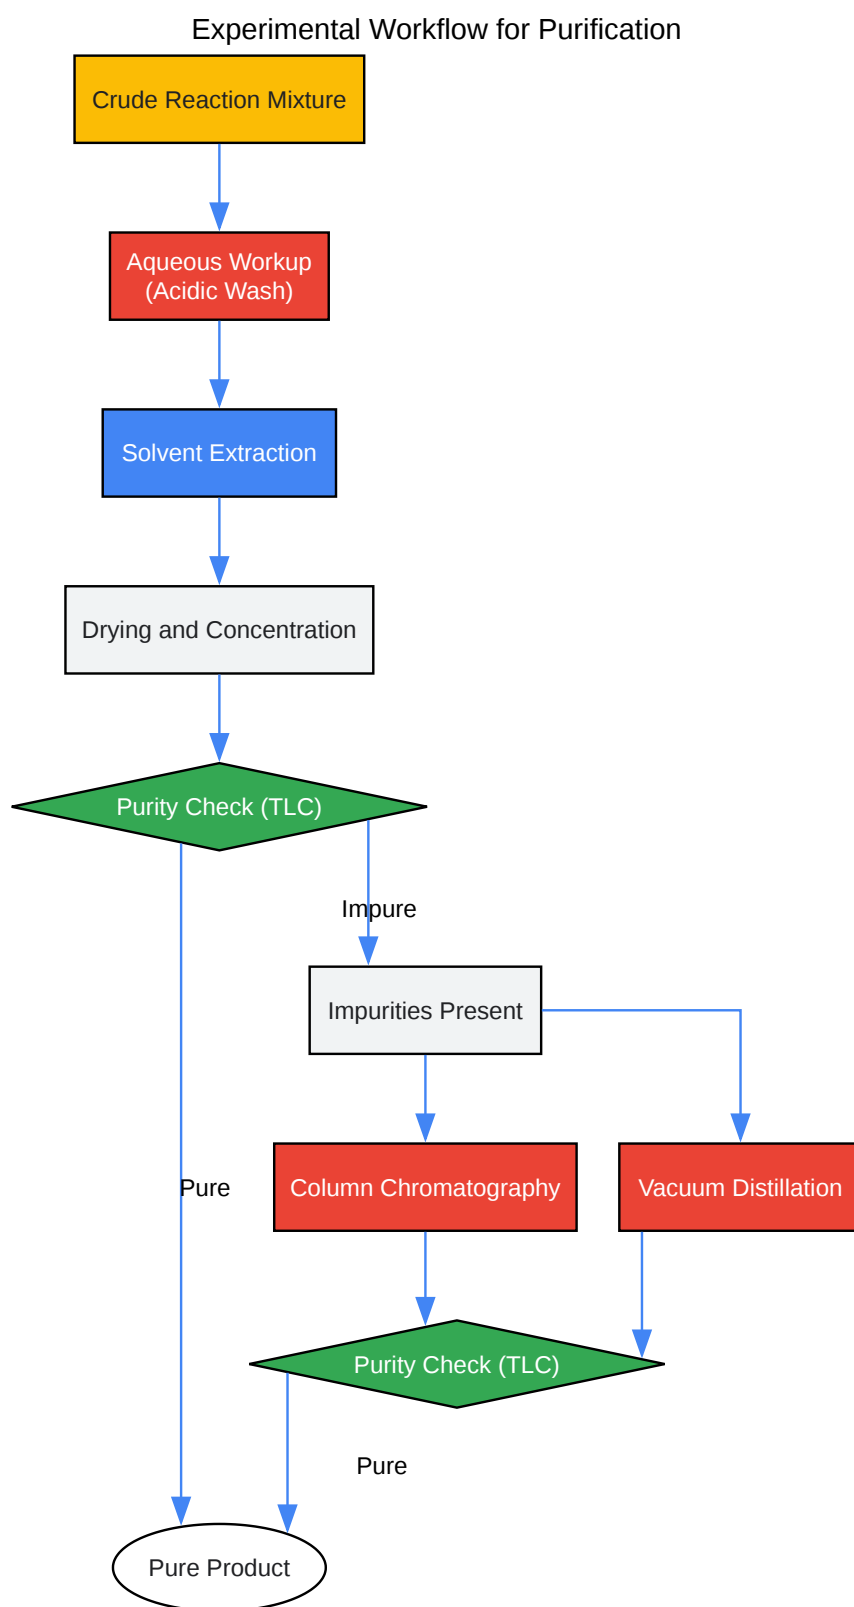 Experimental Workflow for Purification
Crude Reaction Mixture
Aqueous Workup
(Acidic Wash)
Solvent Extraction
Drying and Concentration
Purity Check (TLC)
Impure
Impurities Present
Pure
Column Chromatography
Vacuum Distillation
Purity Check (TLC)
Pure
Pure Product